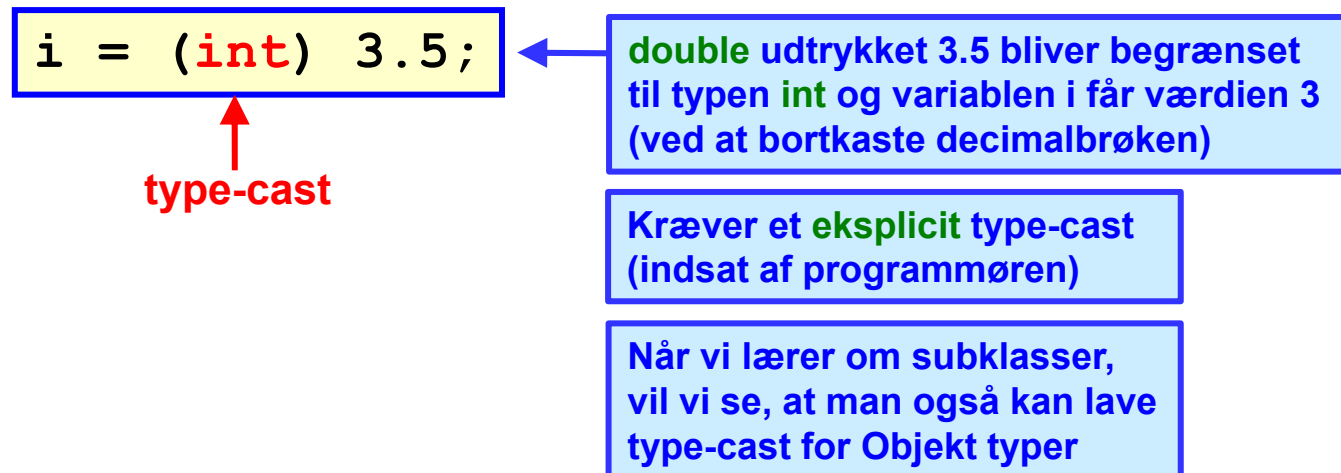 i = (int) 3.5;
type-cast
double udtrykket 3.5 bliver begrænset
til typen int og variablen i får værdien 3
(ved at bortkaste decimalbrøken)
Kræver et eksplicit type-cast
(indsat af programmøren)
Når vi lærer om subklasser,
vil vi se, at man også kan lave
type-cast for Objekt typer